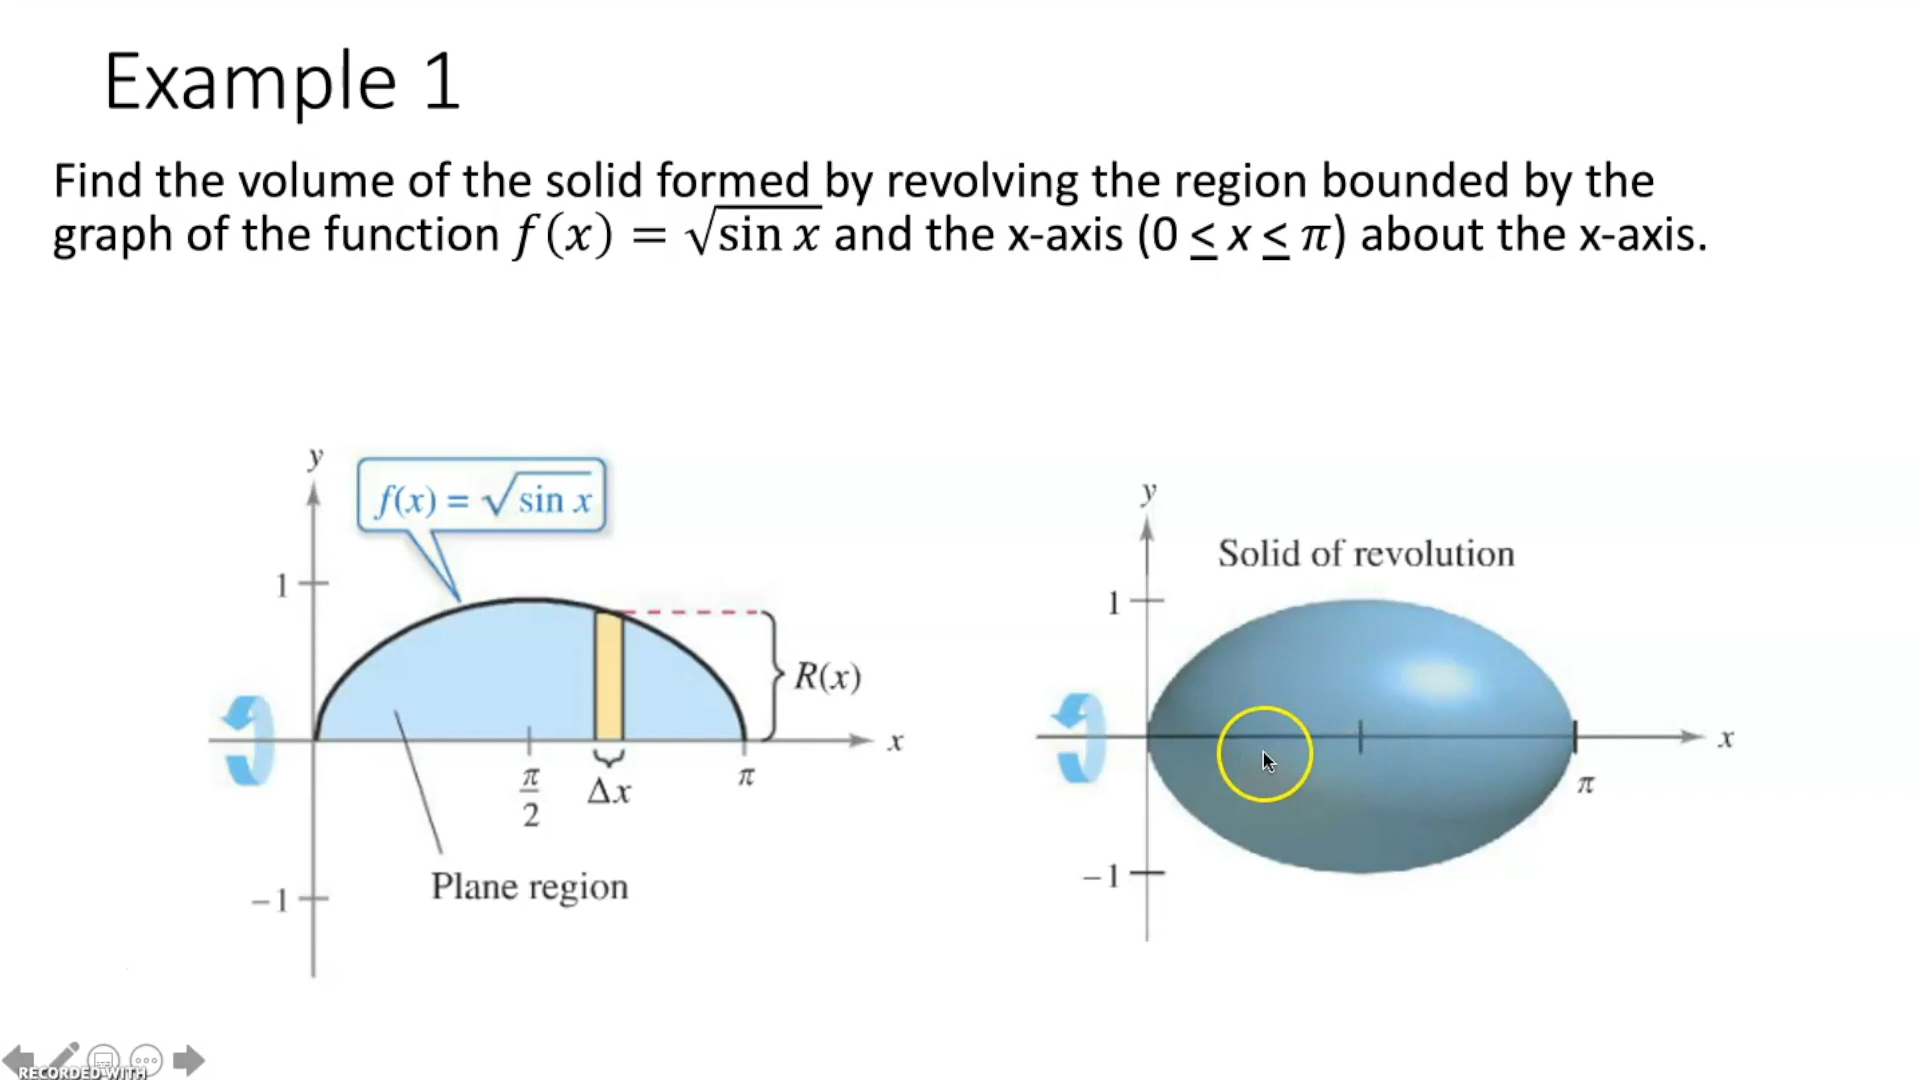 Example 1
Find the volume of the solid formed by revolving the region bounded by the
graph of the function f(x) = √sin x and the x-axis (0 ≤ x ≤ π) about the x-axis.
y
f(x) = √sin x
1
R(x)
x
π/2
Δx
π
Plane region
−1
y
Solid of revolution
1
x
π
−1
RECORDED WITH